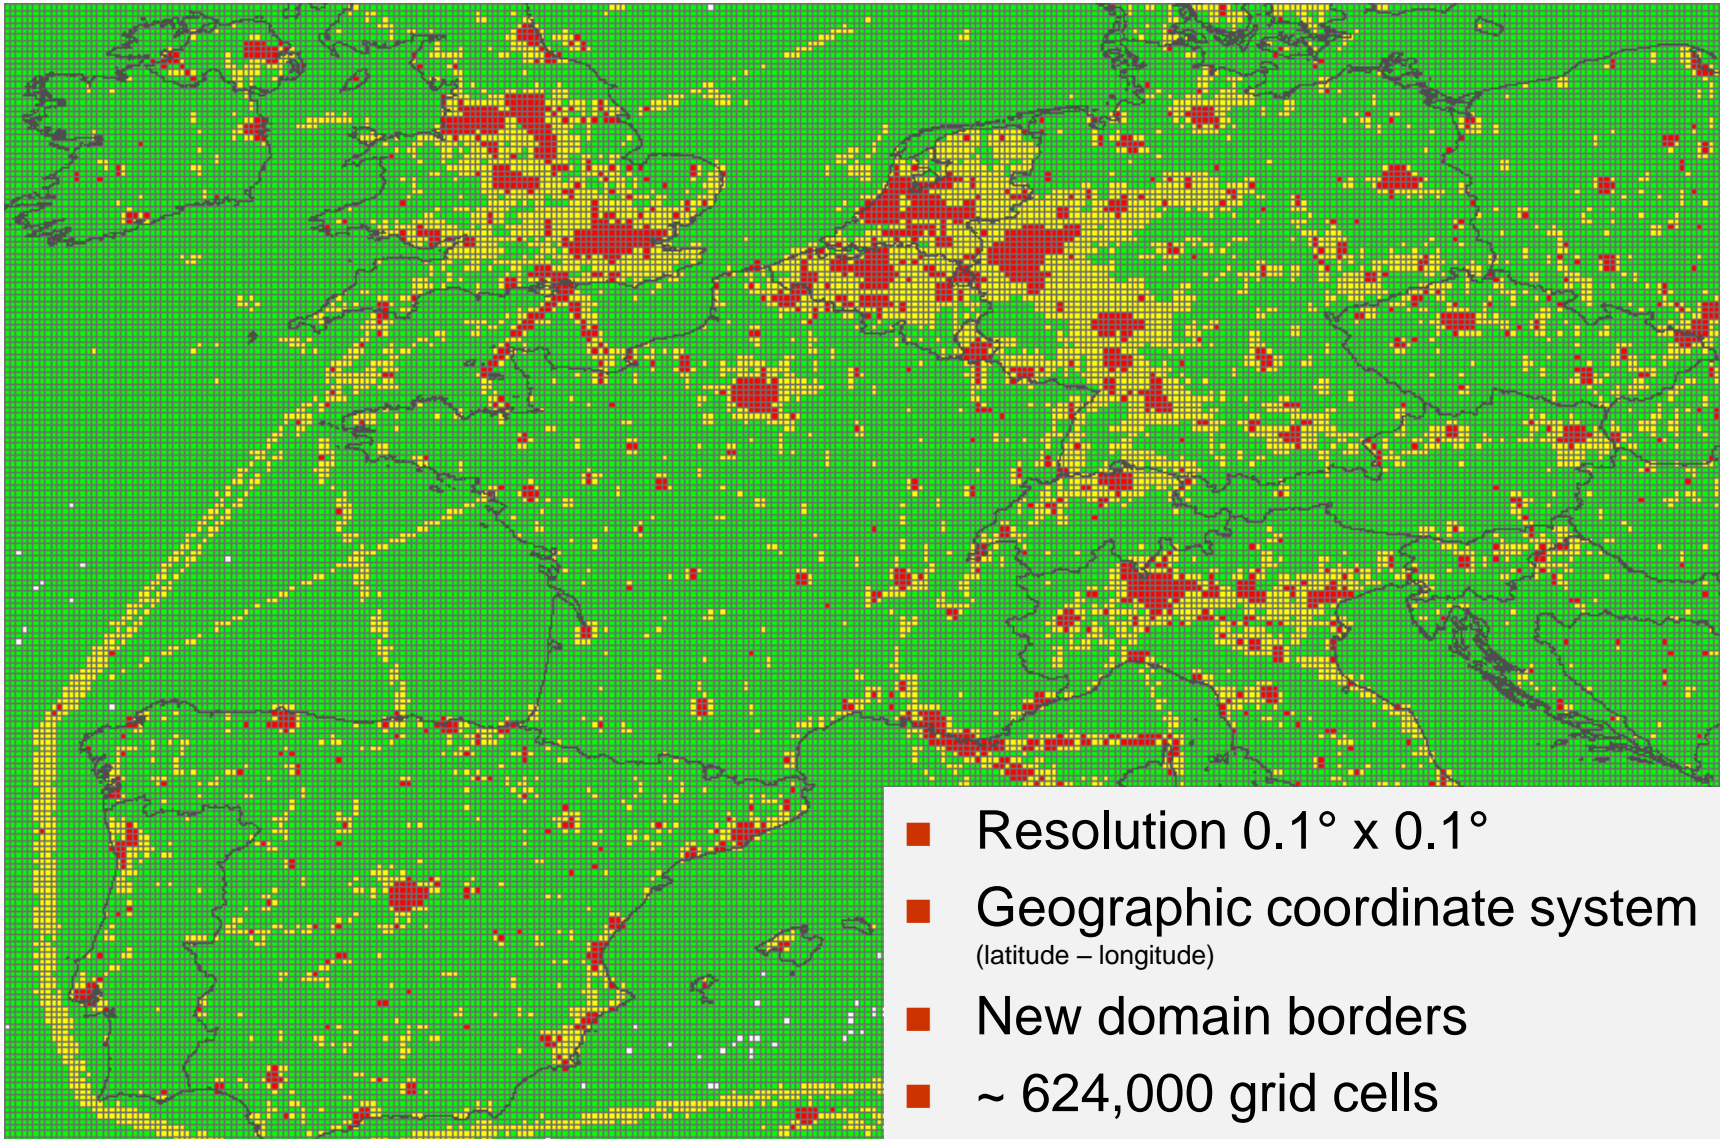 Resolution 0.1° x 0.1°
Geographic coordinate system
(latitude – longitude)
New domain borders
~ 624,000 grid cells